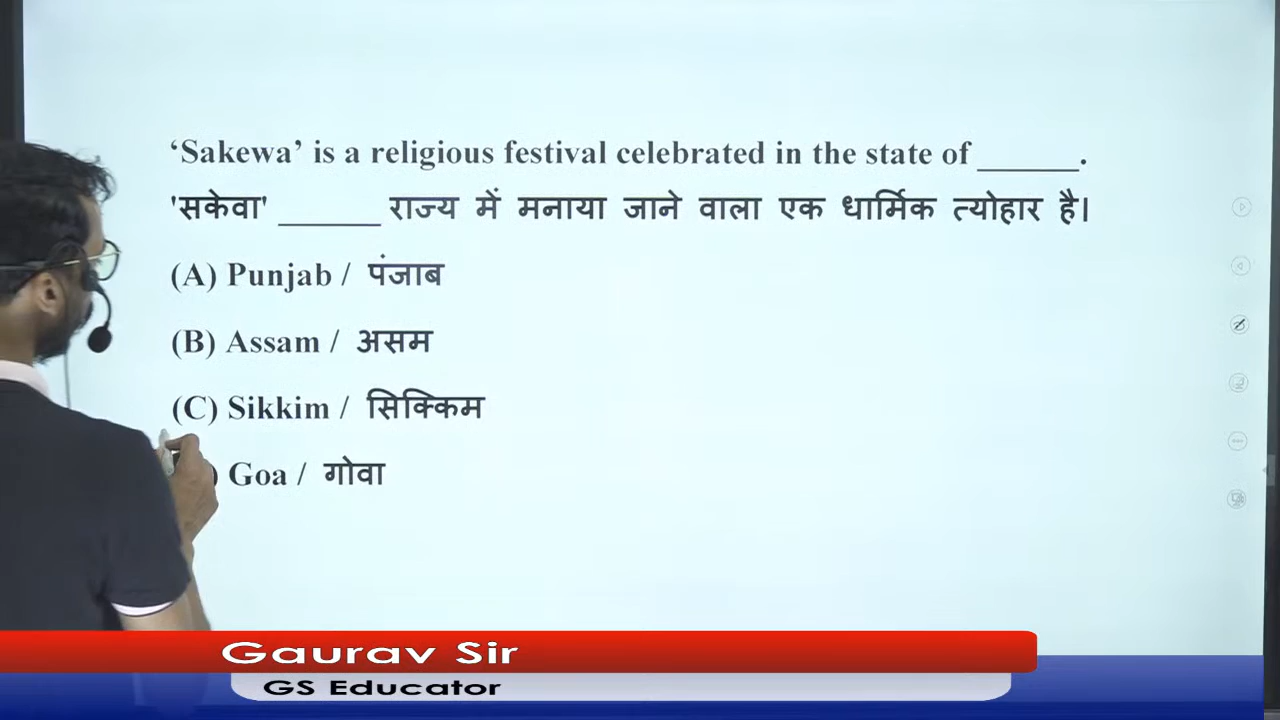 ‘Sakewa’ is a religious festival celebrated in the state of ______.
'सकेवा' ______ राज्य में मनाया जाने वाला एक धार्मिक त्योहार है।
(A) Punjab / पंजाब
(B) Assam / असम
(C) Sikkim / सिक्किम
) Goa / गोवा
Gaurav Sir
GS Educator